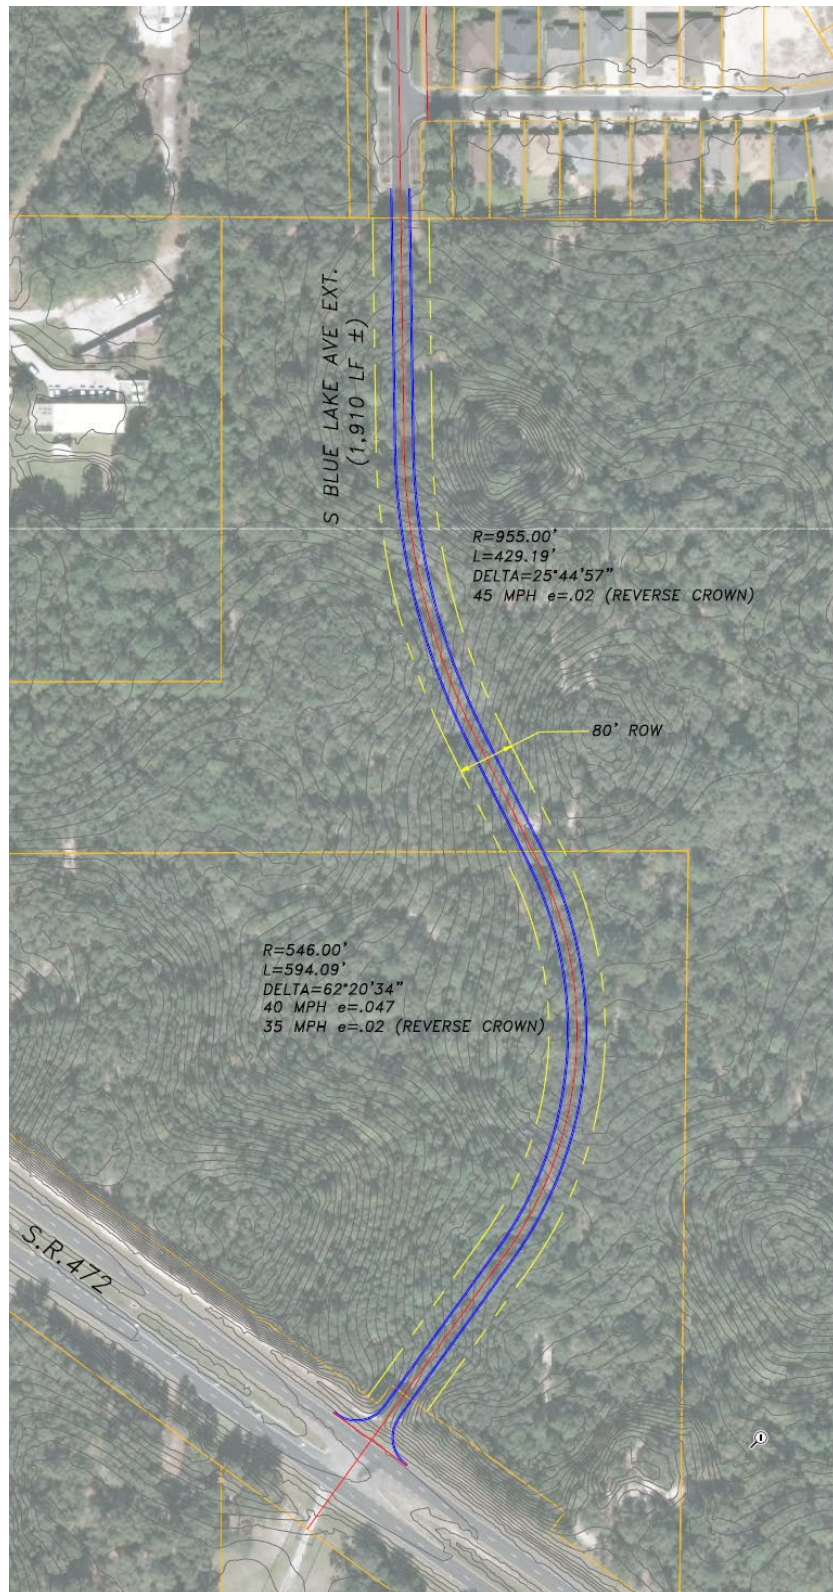 S BLUE LAKE AVE EXT.
(1,910 LF ±)
R=955.00'
L=429.19'
DELTA=25°44'57"
45 MPH e=.02 (REVERSE CROWN)
80' ROW
R=546.00'
L=594.09'
DELTA=62°20'34"
40 MPH e=.047
35 MPH e=.02 (REVERSE CROWN)
S.R.472